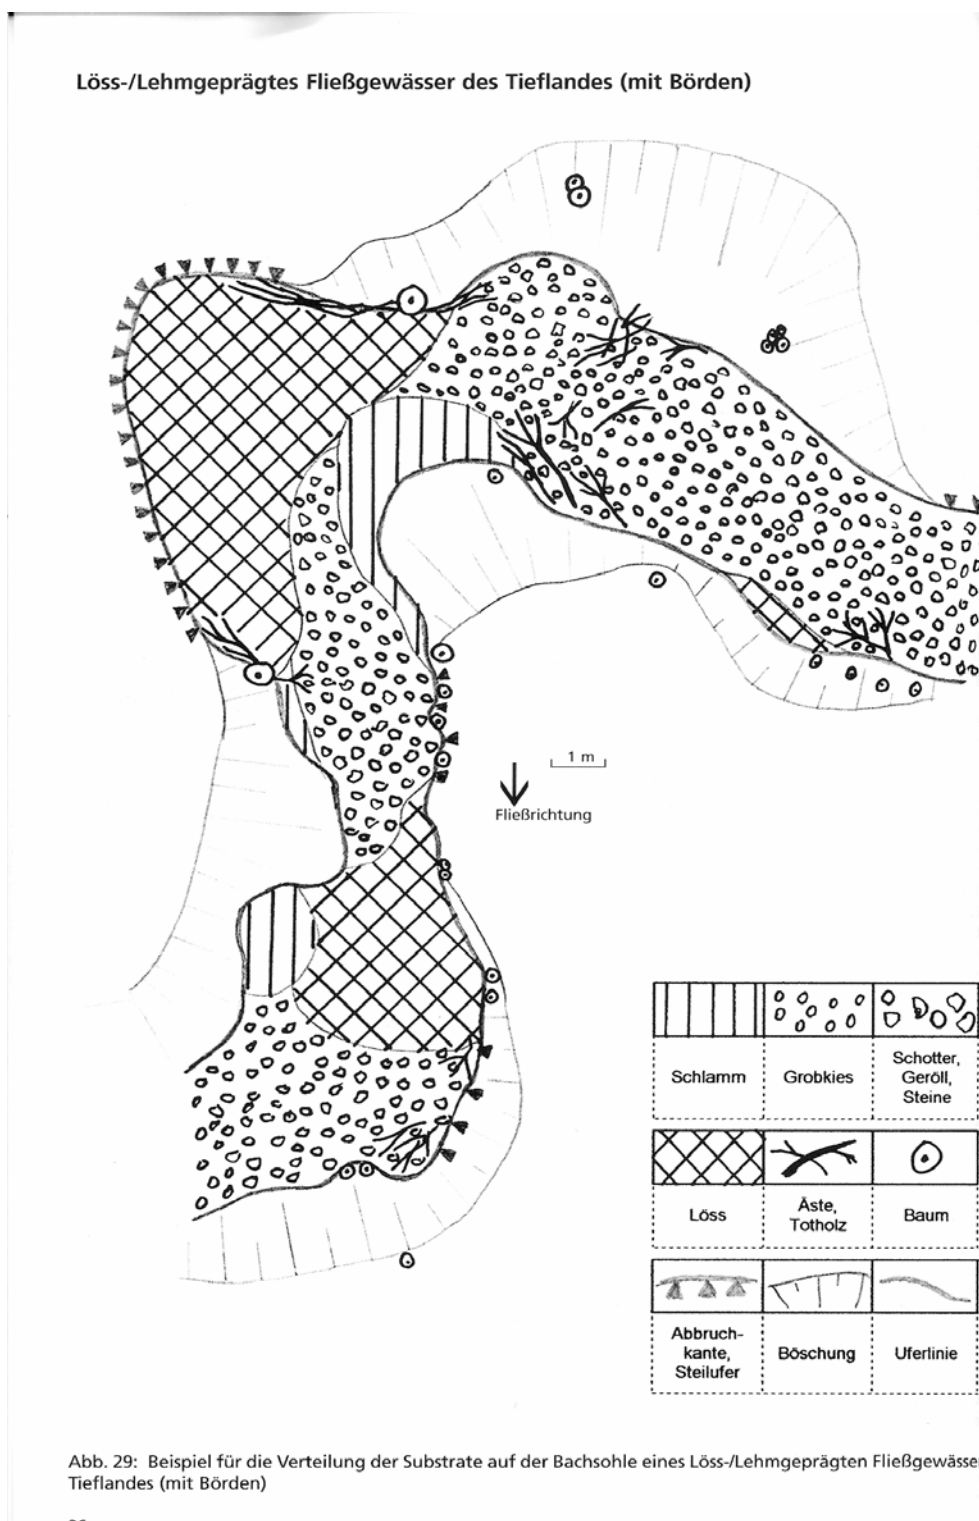 Löss-/Lehmgeprägtes Fließgewässer des Tieflandes (mit Börden)
1 m
Fließrichtung
Schlamm
Grobkies
Schotter,
Geröll,
Steine
Löss
Äste,
Totholz
Baum
Abbruch-
kante,
Steilufer
Böschung
Uferlinie
Abb. 29: Beispiel für die Verteilung der Substrate auf der Bachsohle eines Löss-/Lehmgeprägten Fließgewässe
Tieflandes (mit Börden)